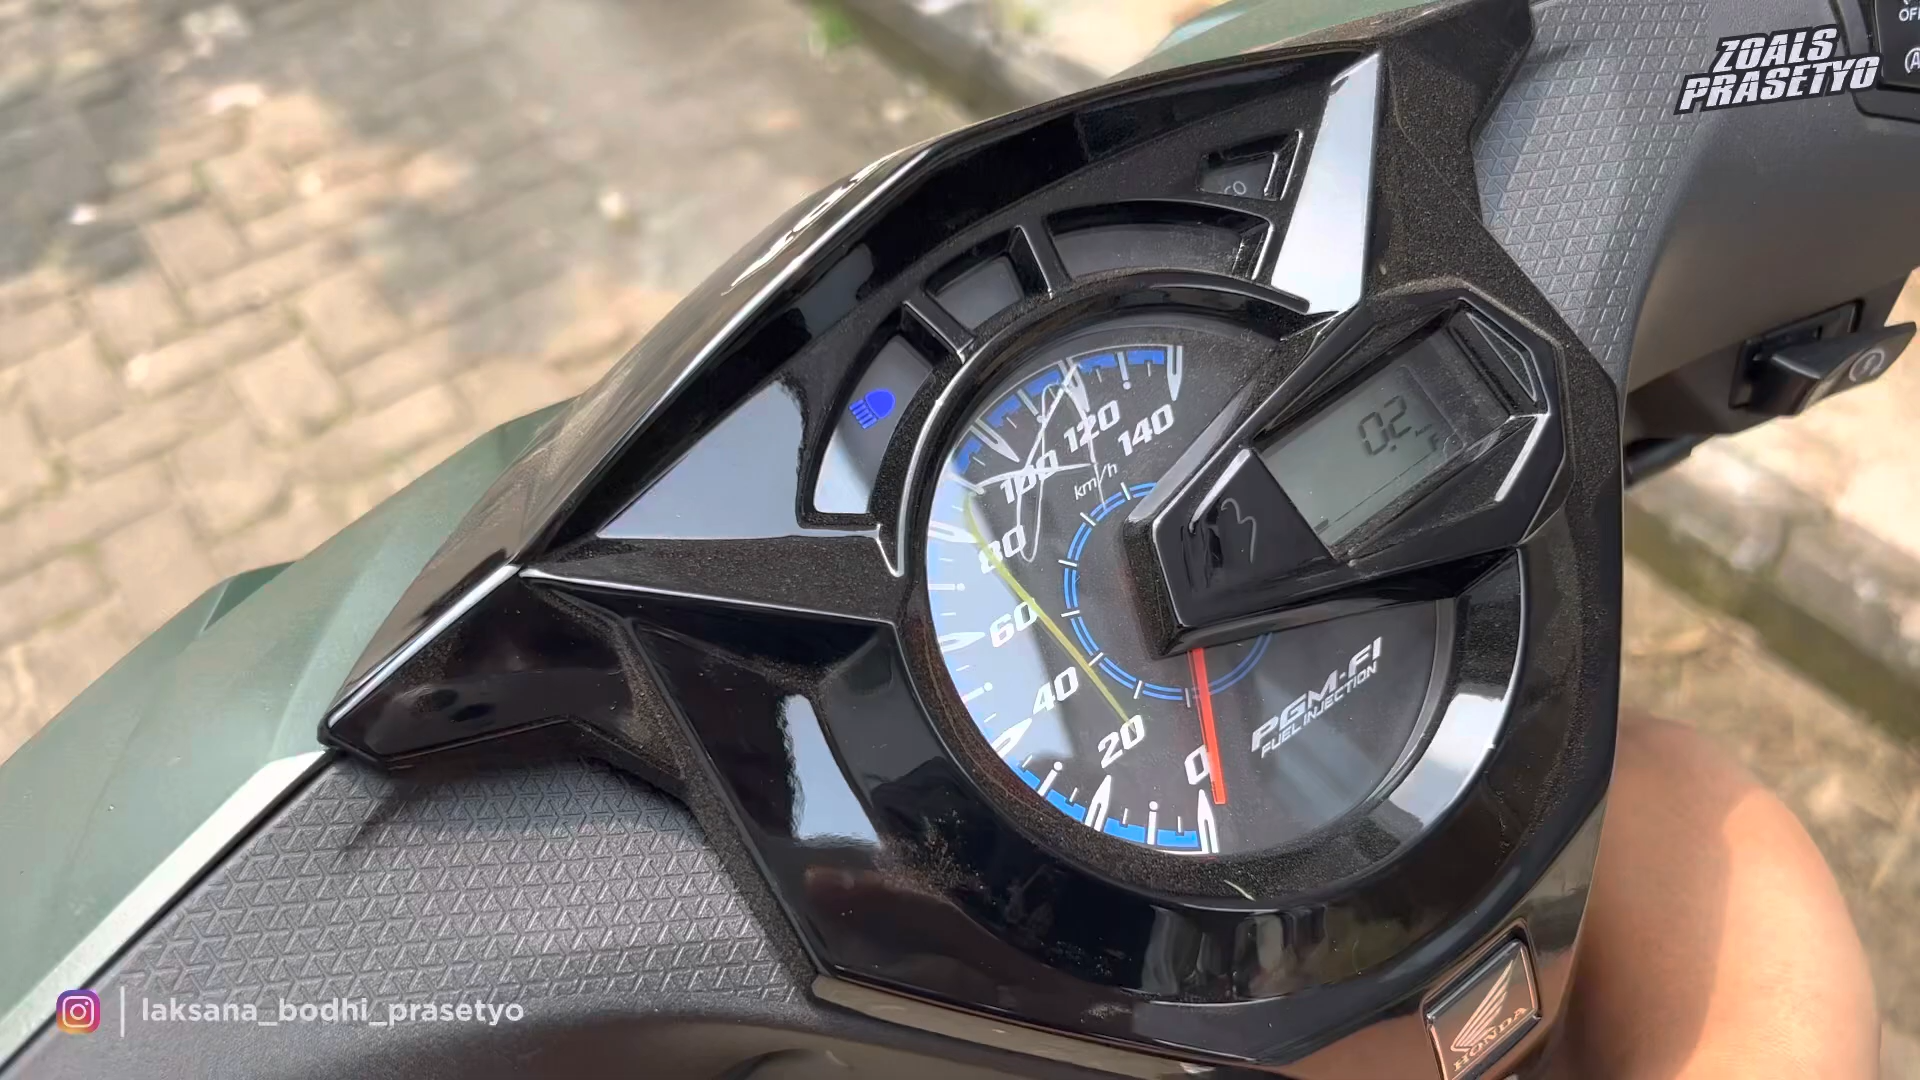 ZOALS
PRASETYO
140
120
100
km/h
80
60
40
20
0
0.2
F
PGM-FI
FUEL INJECTION
HONDA
laksana_bodhi_prasetyo